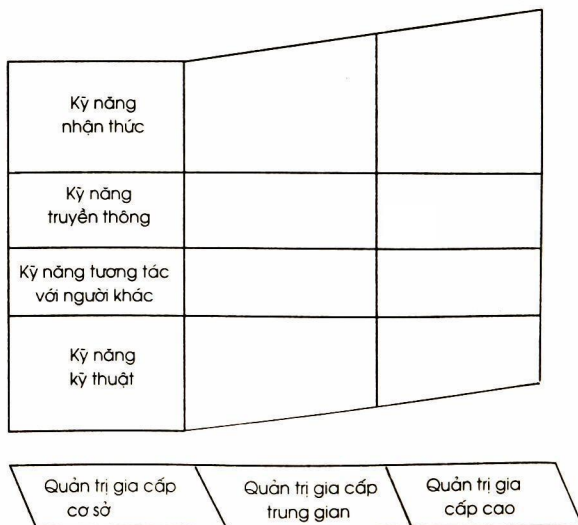 Kỹ năng
nhận thức
Kỹ năng
truyền thông
Kỹ năng tương tác
với người khác
Kỹ năng
kỹ thuật
Quản trị gia cấp
cơ sở
Quản trị gia cấp
trung gian
Quản trị gia
cấp cao